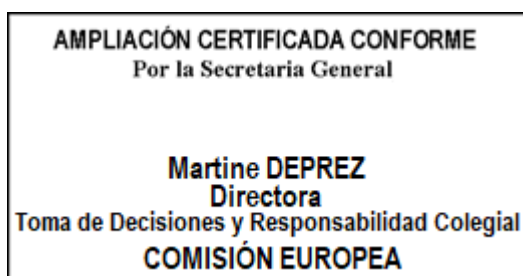 AMPLIACIÓN CERTIFICADA CONFORME
Por la Secretaria General
Martine DEPREZ
Directora
Toma de Decisiones y Responsabilidad Colegial
COMISIÓN EUROPEA